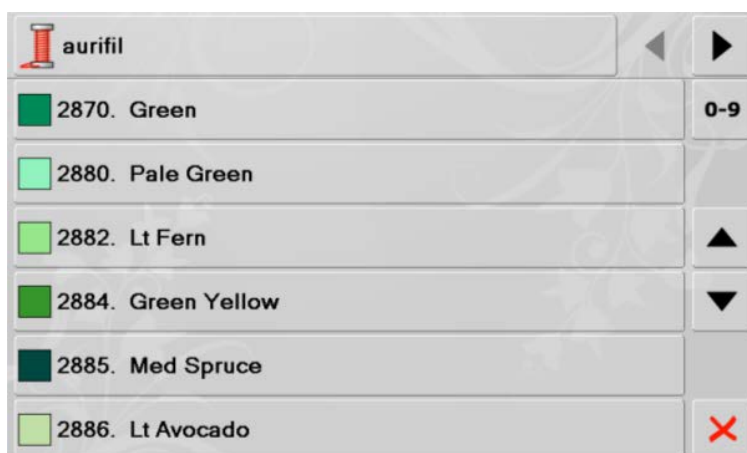 aurifil
2870. Green
0-9
2880. Pale Green
2882. Lt Fern
2884. Green Yellow
2885. Med Spruce
2886. Lt Avocado